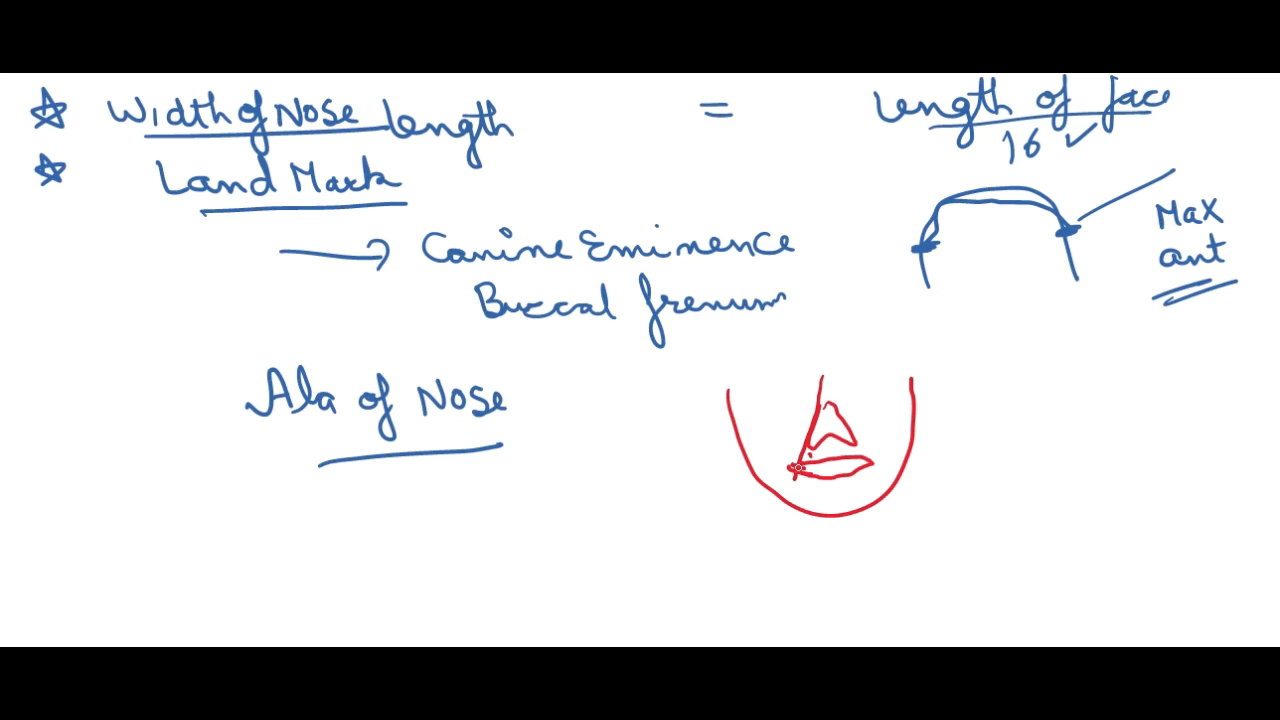 ☆ Width of Nose length = Length of face
16 ✓
☆ Land Mark
→ Canine Eminence
Buccal frenum
Max
ant
Ala of Nose